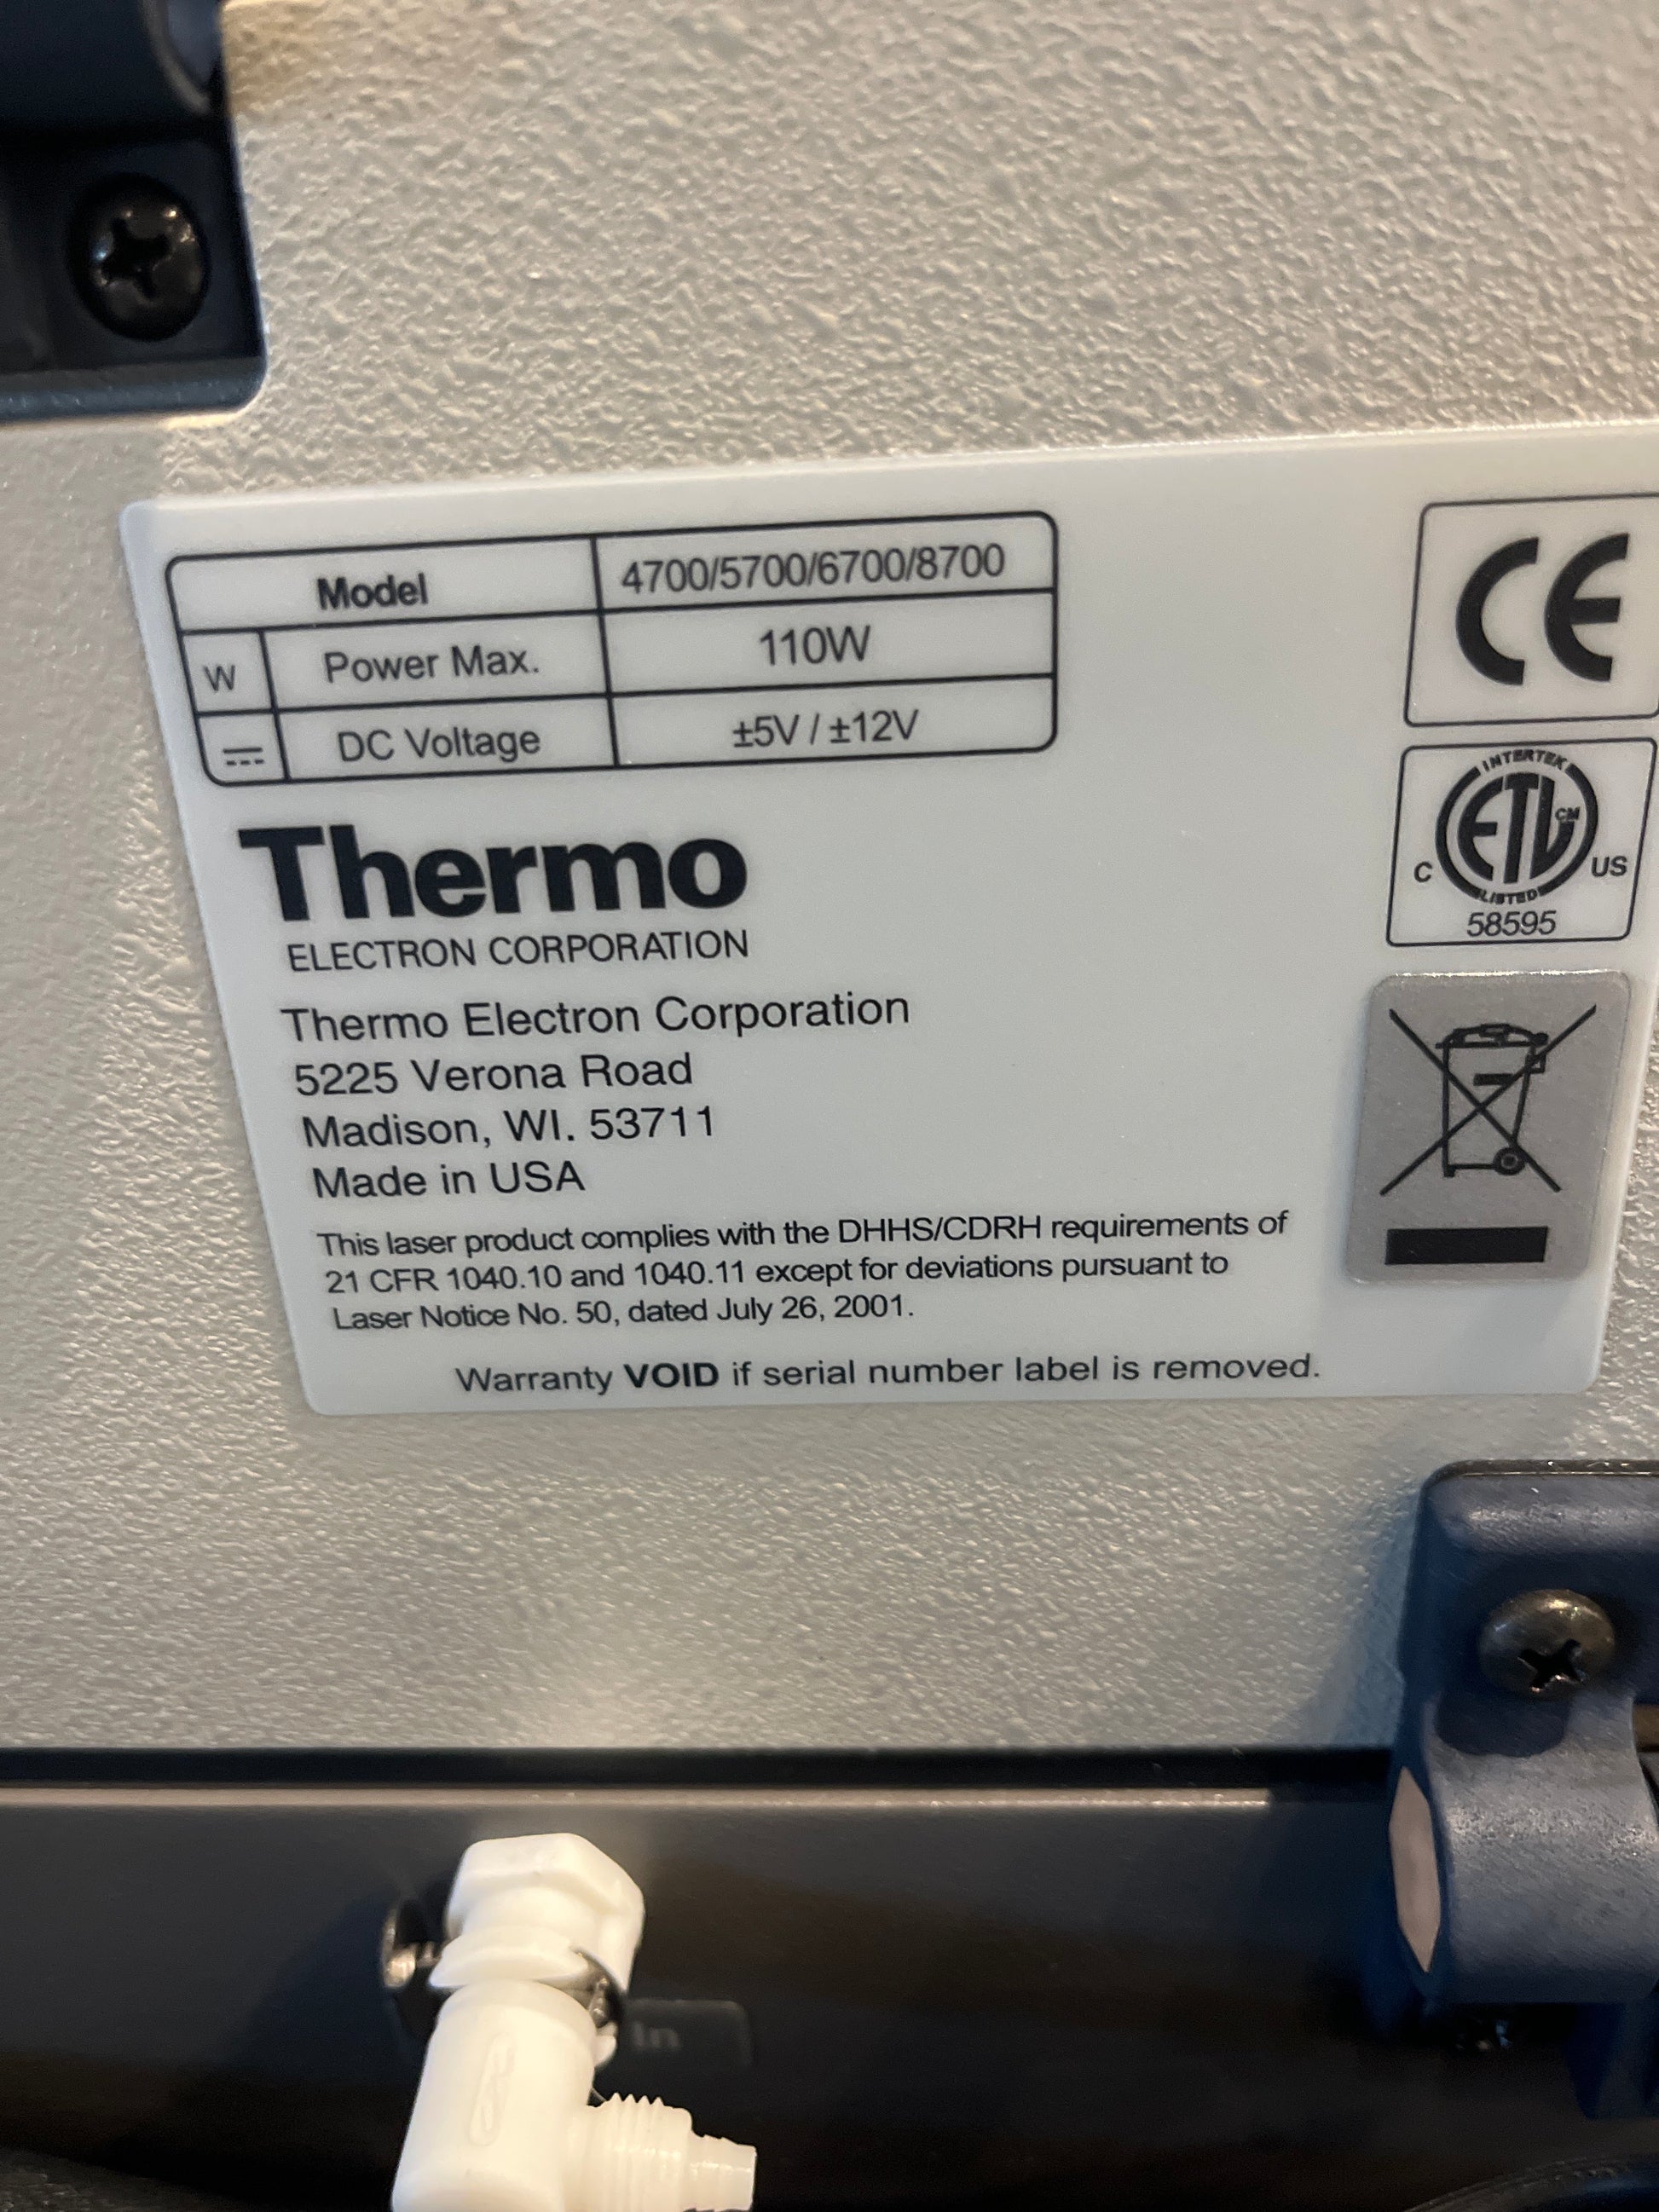 Model 4700/5700/6700/8700
W Power Max. 110W
DC Voltage ±5V / ±12V
CE
INTERTEK
ETL CM
C US
LISTED
58595
Thermo
ELECTRON CORPORATION
Thermo Electron Corporation
5225 Verona Road
Madison, WI. 53711
Made in USA
This laser product complies with the DHHS/CDRH requirements of
21 CFR 1040.10 and 1040.11 except for deviations pursuant to
Laser Notice No. 50, dated July 26, 2001.
Warranty VOID if serial number label is removed.
In